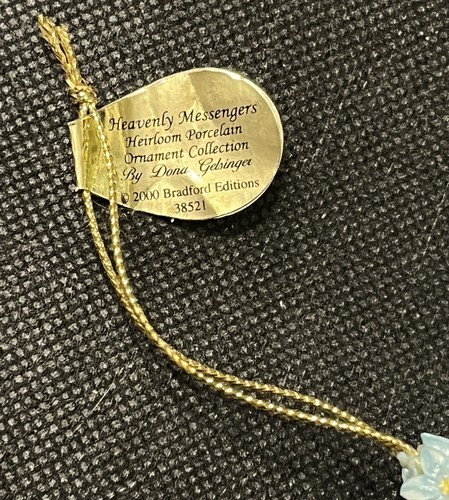 Heavenly Messengers
Heirloom Porcelain
Ornament Collection
By Dona Gelsinger
© 2000 Bradford Editions
38521